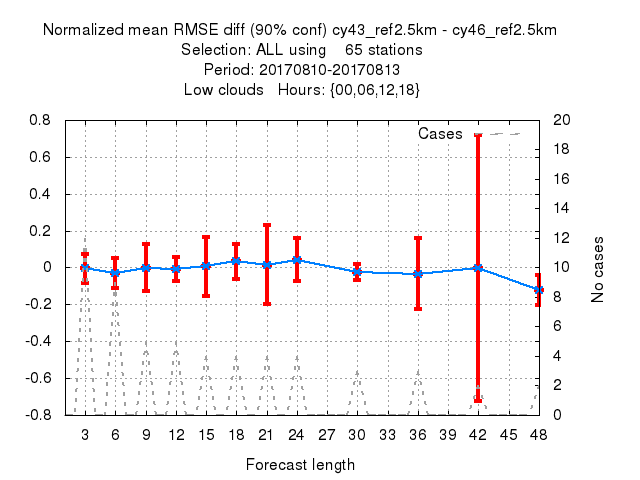 Normalized mean RMSE diff (90% conf) cy43_ref2.5km - cy46_ref2.5km
Selection: ALL using    65 stations
Period: 20170810-20170813
Low clouds   Hours: {00,06,12,18}
Cases
0.8
0.6
0.4
0.2
0
-0.2
-0.4
-0.6
-0.8
20
18
16
14
12
10
8
6
4
2
0
No cases
3 6 9 12 15 18 21 24 27 30 33 36 39 42 45 48
Forecast length